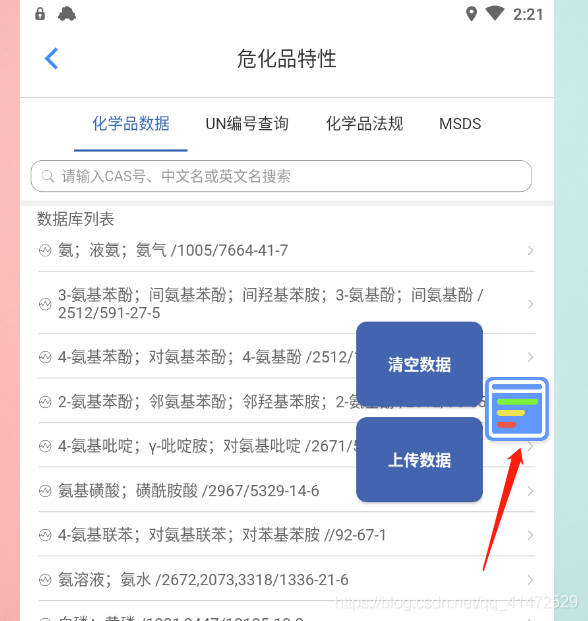 2:21
危化品特性
化学品数据 UN编号查询 化学品法规 MSDS
请输入CAS号、中文名或英文名搜索
数据库列表
氨；液氨；氨气 /1005/7664-41-7
3-氨基苯酚；间氨基苯酚；间羟基苯胺；3-氨基酚；间氨基酚 /
2512/591-27-5
4-氨基苯酚；对氨基苯酚；4-氨基酚 /2512/
清空数据
2-氨基苯酚；邻氨基苯酚；邻羟基苯胺；
4-氨基吡啶；γ-吡啶胺；对氨基吡啶 /2671/
上传数据
氨基磺酸；磺酰胺酸 /2967/5329-14-6
4-氨基联苯；对氨基联苯；对苯基苯胺 //92-67-1
氨溶液；氨水 /2672,2073,3318/1336-21-6
https://blog.csdn.net/qq_41472529